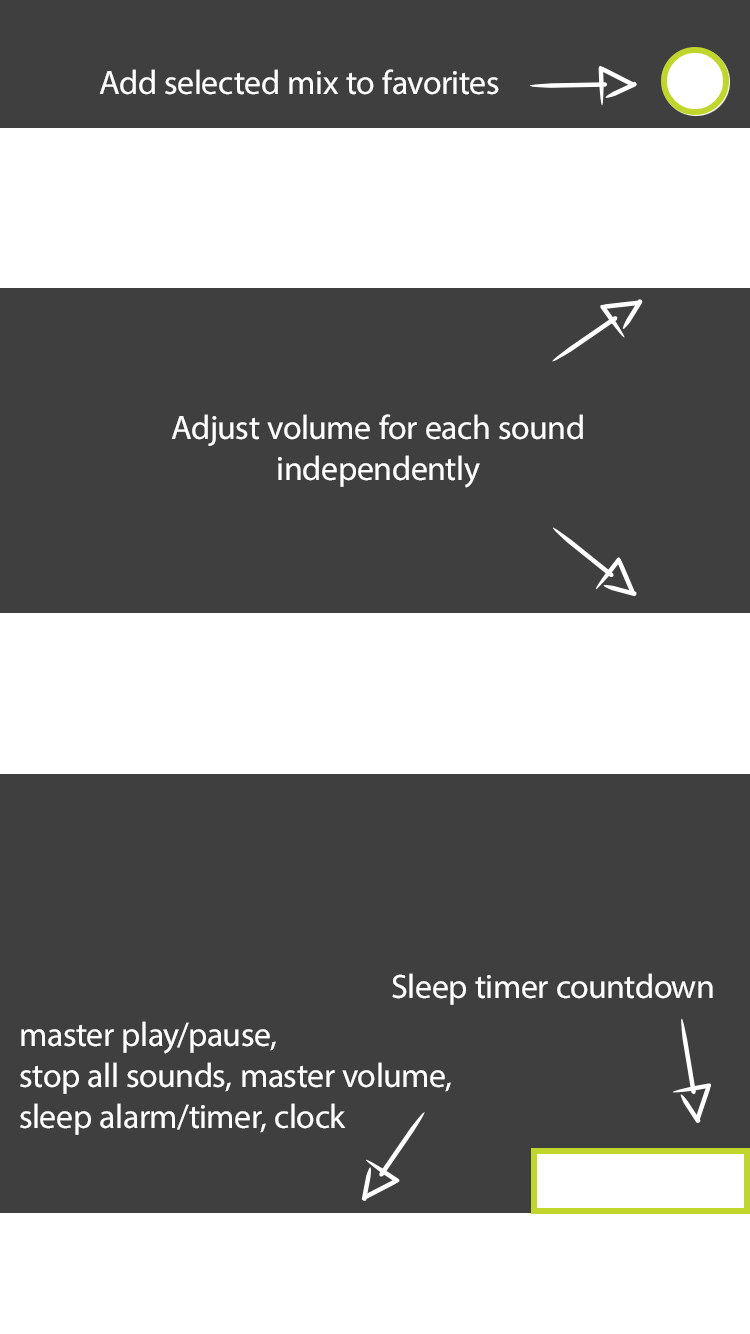 Add selected mix to favorites
Adjust volume for each sound
independently
Sleep timer countdown
master play/pause,
stop all sounds, master volume,
sleep alarm/timer, clock